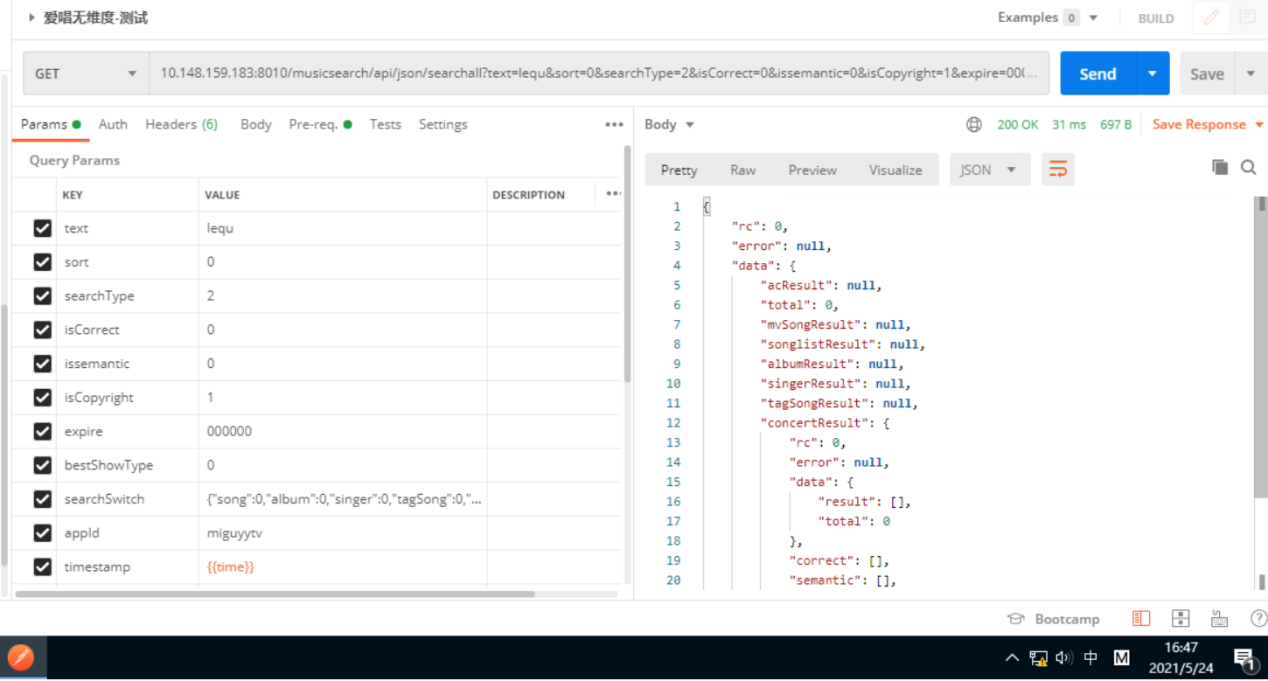 爱唱无维度-测试 Examples 0 BUILD
GET 10.148.159.183:8010/musicsearch/api/json/searchall?text=lequ&sort=0&searchType=2&isCorrect=0&issemantic=0&isCopyright=1&expire=00( ... Send Save
Params Auth Headers (6) Body Pre-req. Tests Settings ••• 
Query Params
KEY VALUE DESCRIPTION •••
text lequ
sort 0
searchType 2
isCorrect 0
issemantic 0
isCopyright 1
expire 000000
bestShowType 0
searchSwitch {"song":0,"album":0,"singer":0,"tagSong":0,"...
appId miguyytv
timestamp {{time}}
Body 200 OK 31 ms 697 B Save Response
Pretty Raw Preview Visualize JSON
1 {
2 "rc": 0,
3 "error": null,
4 "data": {
5 "acResult": null,
6 "total": 0,
7 "mvSongResult": null,
8 "songlistResult": null,
9 "albumResult": null,
10 "singerResult": null,
11 "tagSongResult": null,
12 "concertResult": {
13 "rc": 0,
14 "error": null,
15 "data": {
16 "result": [],
17 "total": 0
18 },
19 "correct": [],
20 "semantic": [],
Bootcamp
中 M 16:47
2021/5/24 1